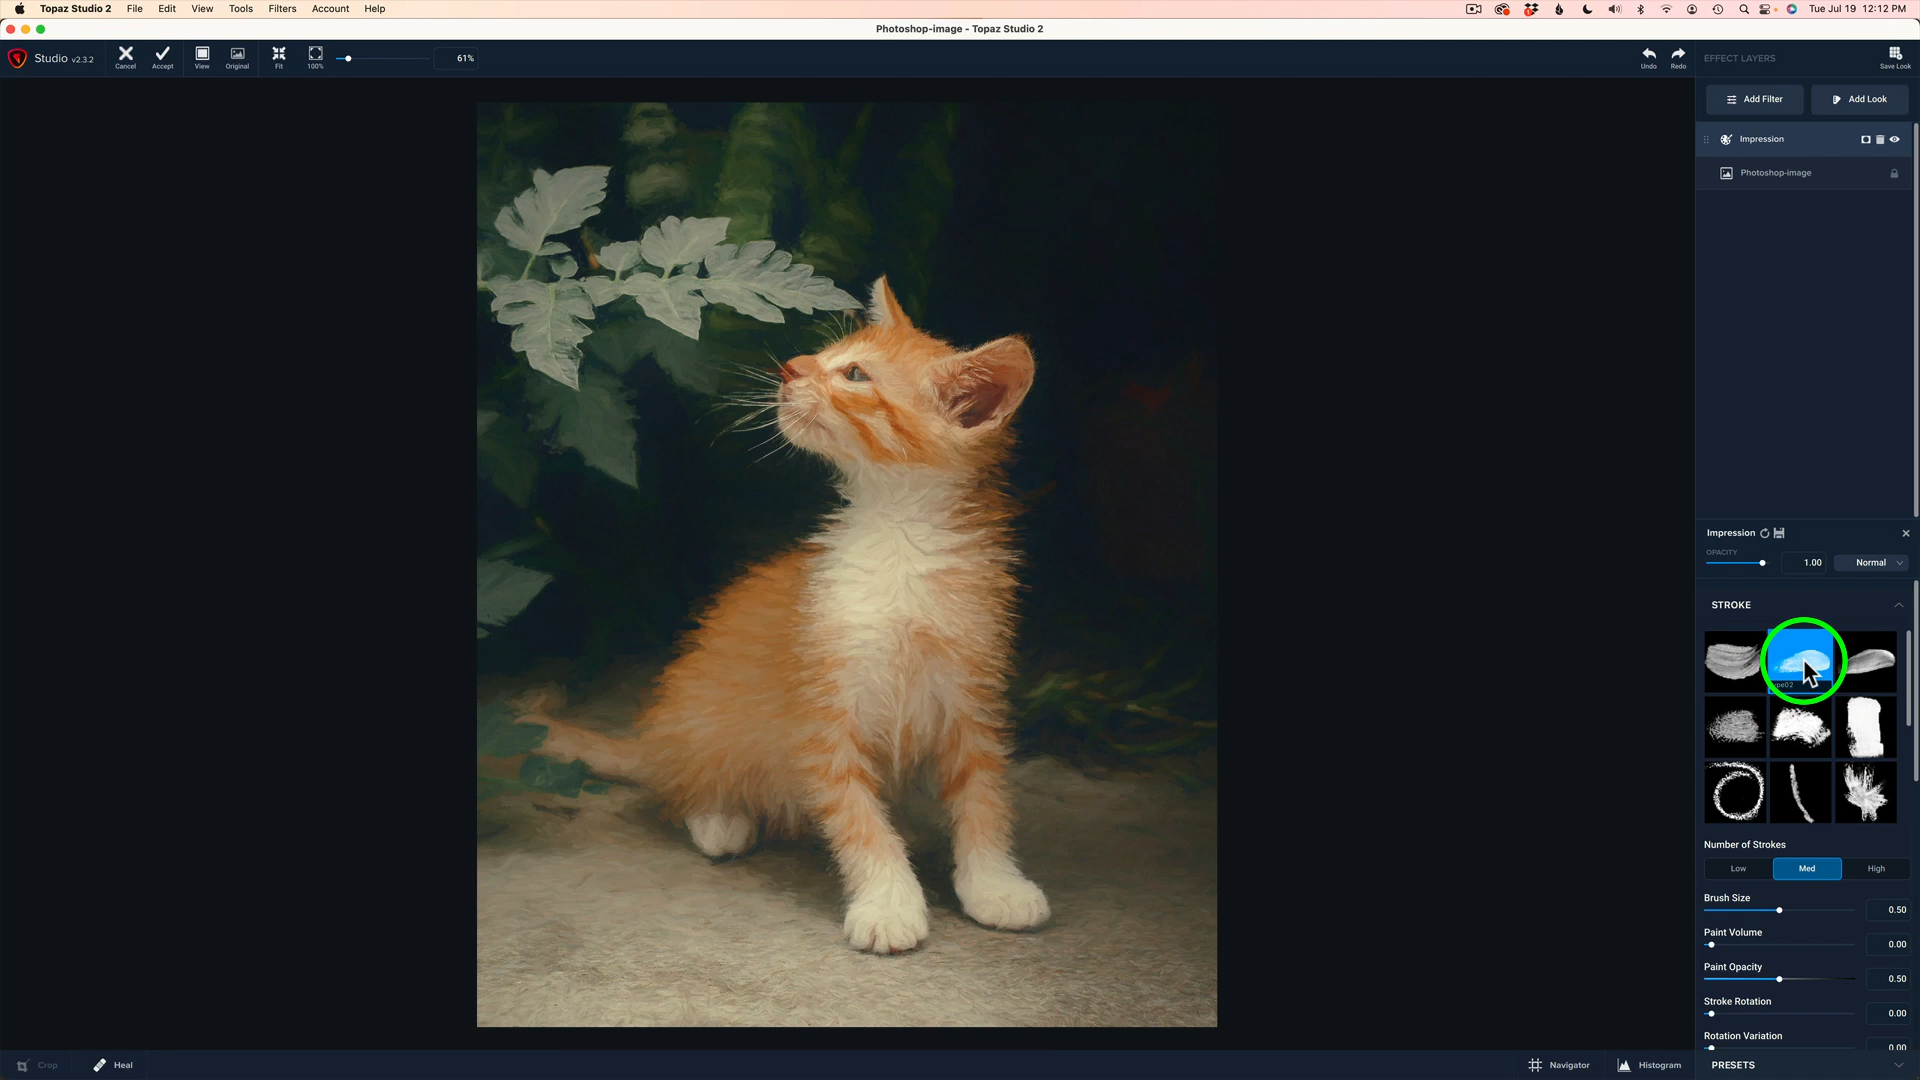 Topaz Studio 2 File Edit View Tools Filters Account Help Tue Jul 19 12:12 PM
Photoshop-image - Topaz Studio 2
Studio v2.3.2 Cancel Accept View Original Fit 100% 61% Undo Redo EFFECT LAYERS Save Look
Add Filter Add Look
Impression
Photoshop-image
Impression
OPACITY
1.00 Normal
STROKE
Number of Strokes
Low Med High
Brush Size
0.50
Paint Volume
0.00
Paint Opacity
0.50
Stroke Rotation
0.00
Rotation Variation
0.00
Crop Heal Navigator Histogram PRESETS